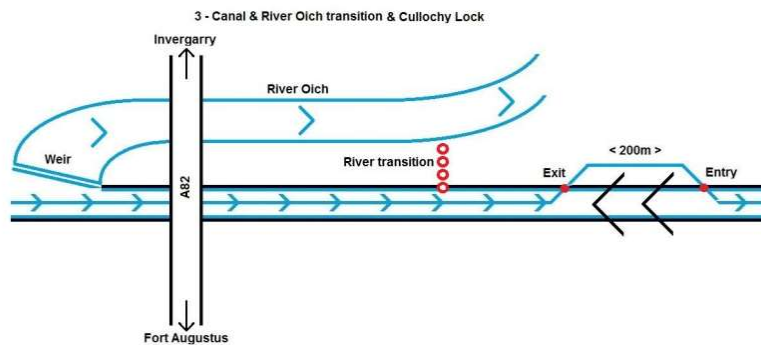 3 - Canal & River Oich transition & Cullochy Lock
Invergarry
River Oich
Weir
River transition
< 200m >
Exit
Entry
A82
Fort Augustus